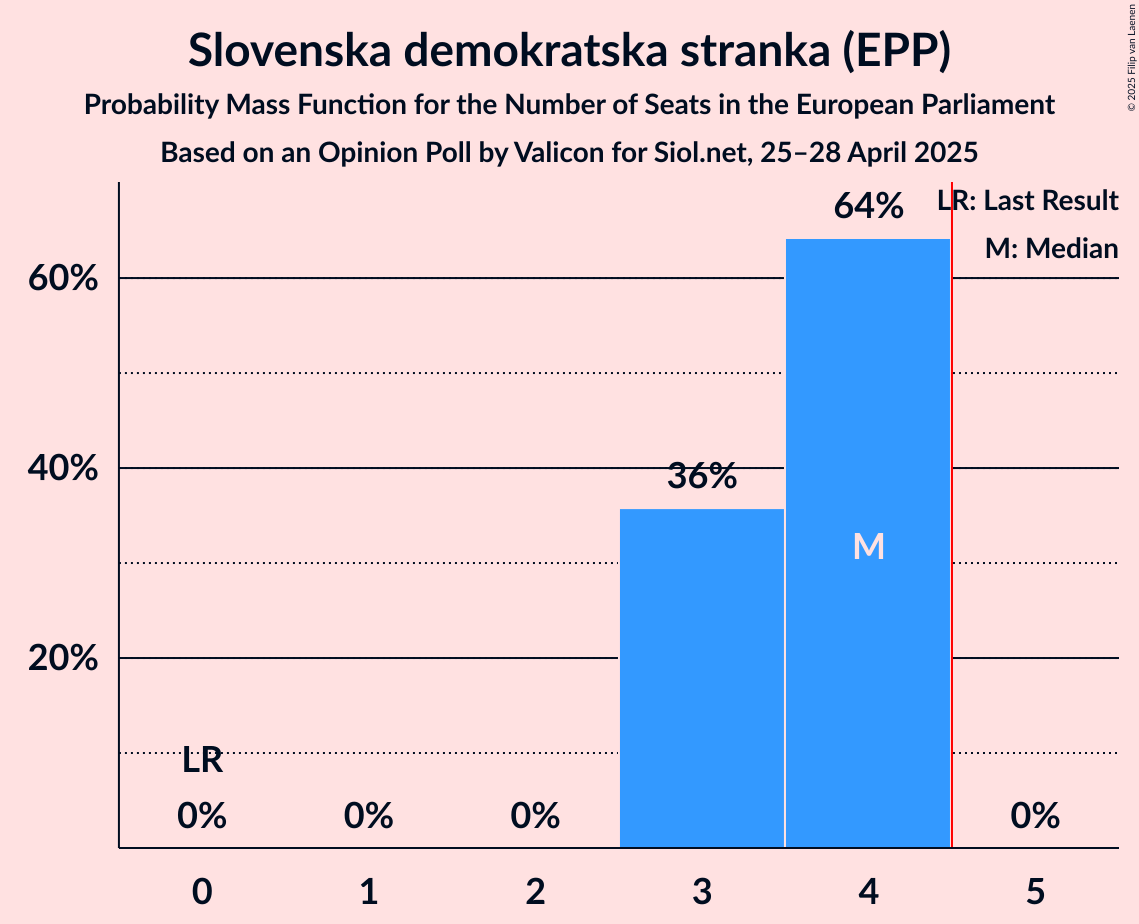 Slovenska demokratska stranka (EPP)
Probability Mass Function for the Number of Seats in the European Parliament
Based on an Opinion Poll by Valicon for Siol.net, 25–28 April 2025
© 2025 Filip van Laenen
LR: Last Result
M: Median
64%
60%
40%
36%
M
20%
LR
0% 0% 0% 0%
0 1 2 3 4 5